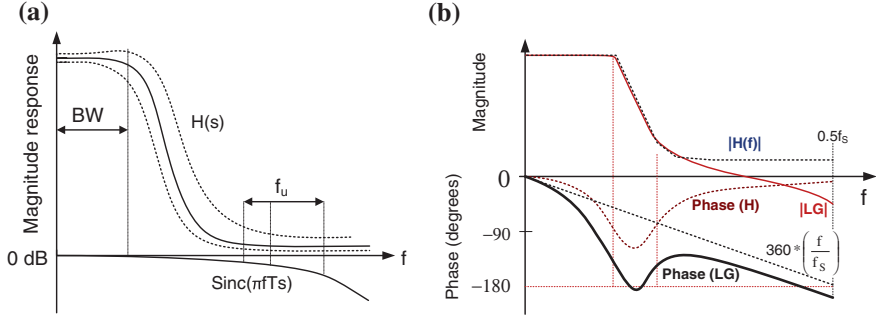 (a)
Magnitude response
BW
H(s)
f_u
0 dB
f
Sinc(πfTs)
(b)
Magnitude
0.5f_S
|H(f)|
0
f
Phase (H)
|LG|
Phase (degrees)
−90
360*(f/f_S)
Phase (LG)
−180